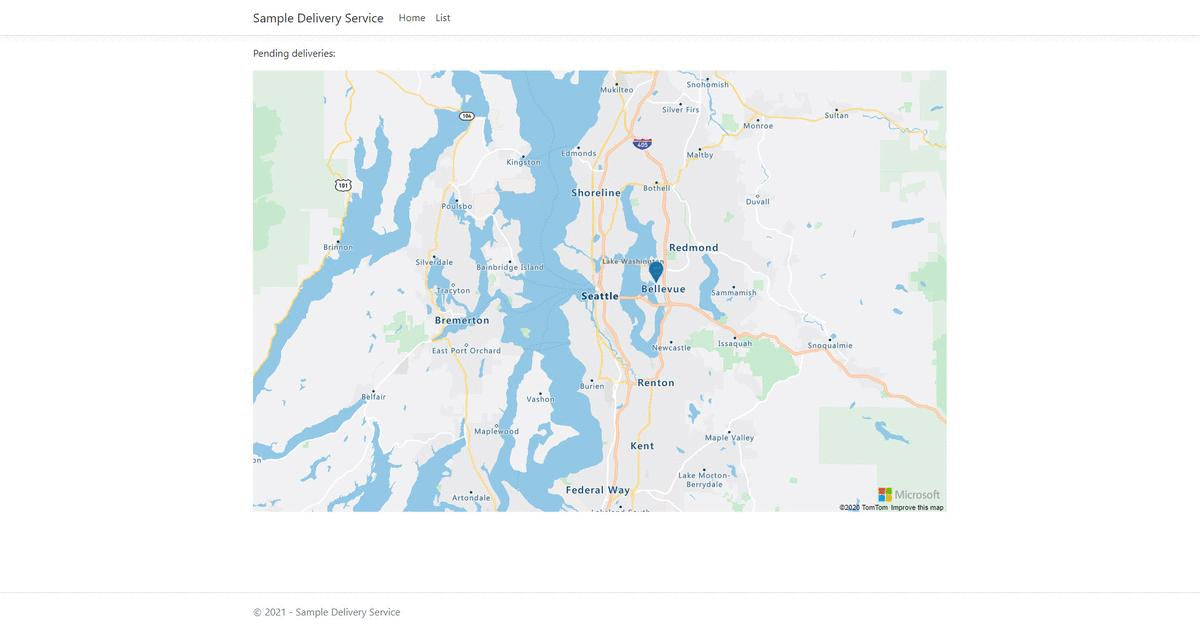 Sample Delivery Service Home List
Pending deliveries:
Mukilteo
Snohomish
Silver Firs
Sultan
Monroe
104
405
Edmonds
Maltby
Kingston
101
Shoreline
Bothell
Duvall
Poulsbo
Brinnon
Redmond
Silverdale
Bainbridge Island
Lake Washington
Tracyton
Bellevue
Sammamish
Seattle
Bremerton
East Port Orchard
Newcastle
Issaquah
Snoqualmie
Burien
Renton
Belfair
Vashon
Maplewood
Maple Valley
Kent
Lake Morton-
Berrydale
Federal Way
Artondale
Microsoft
©2020 TomTom Improve this map
© 2021 - Sample Delivery Service